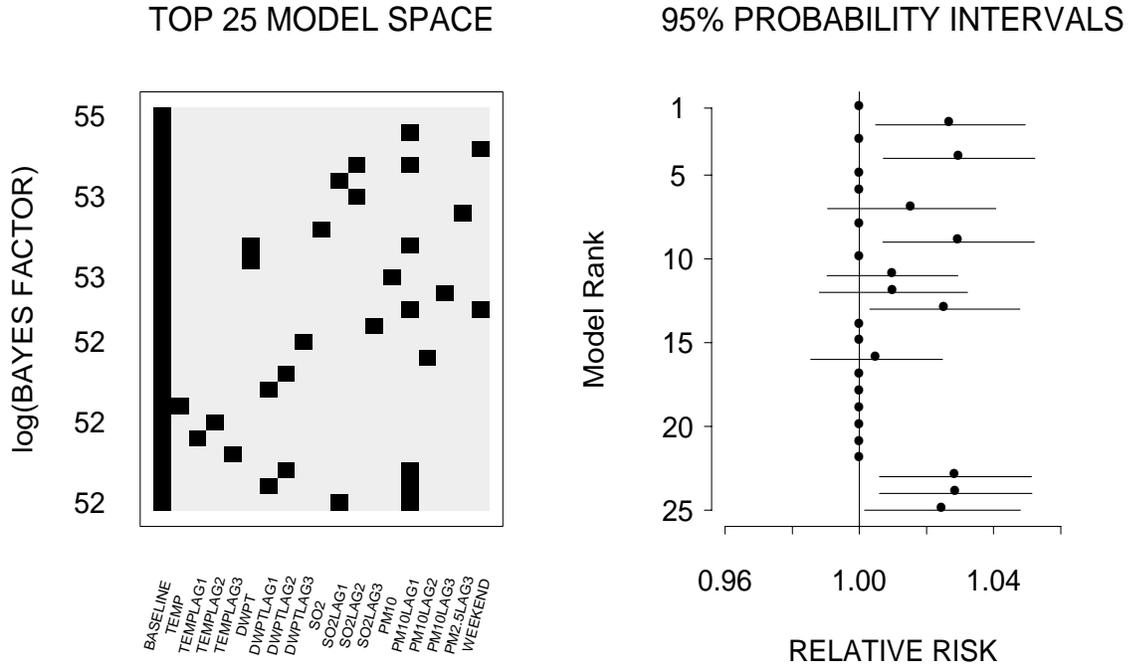 TOP 25 MODEL SPACE
95% PROBABILITY INTERVALS
log(BAYES FACTOR)
55
53
53
52
52
52
BASELINE
TEMP
TEMPLAG1
TEMPLAG2
TEMPLAG3
DWPT
DWPTLAG1
DWPTLAG2
DWPTLAG3
SO2
SO2LAG1
SO2LAG2
SO2LAG3
PM10
PM10LAG1
PM10LAG2
PM10LAG3
PM2.5LAG3
WEEKEND
Model Rank
1
5
10
15
20
25
0.96
1.00
1.04
RELATIVE RISK